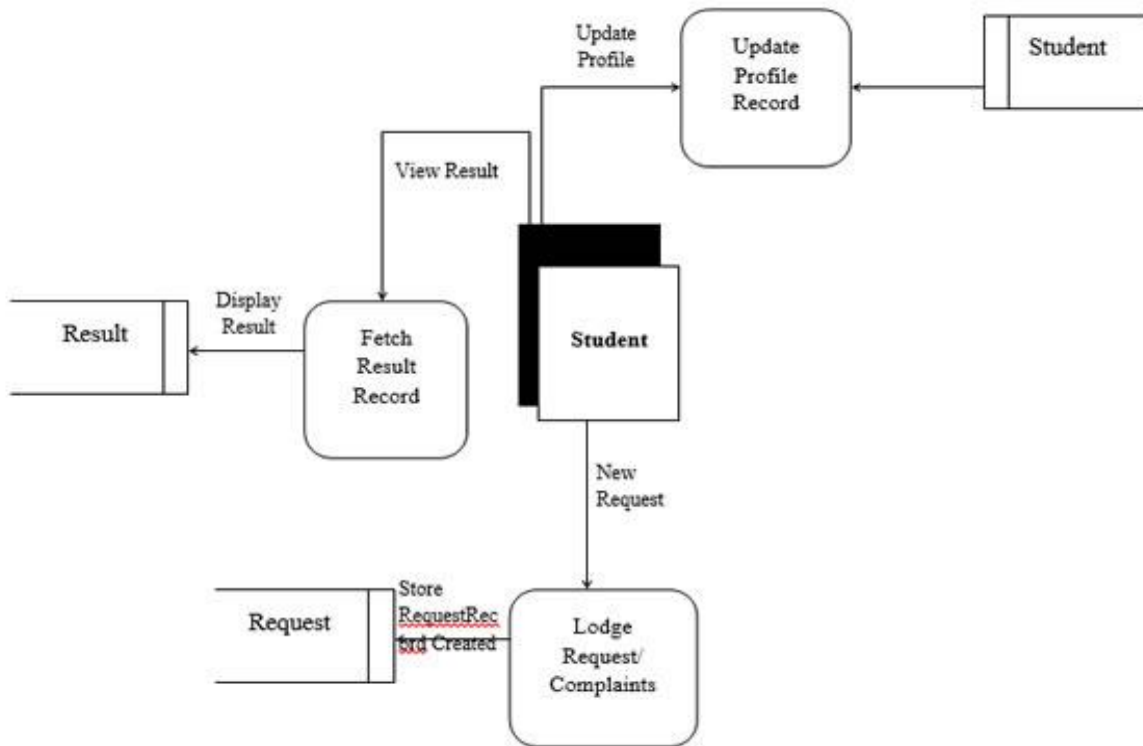 Update
Profile
Update
Profile
Record
Student
View Result
Display
Result
Result
Fetch
Result
Record
Student
New
Request
Store
RequestRec
ord Created
Request
Lodge
Request/
Complaints